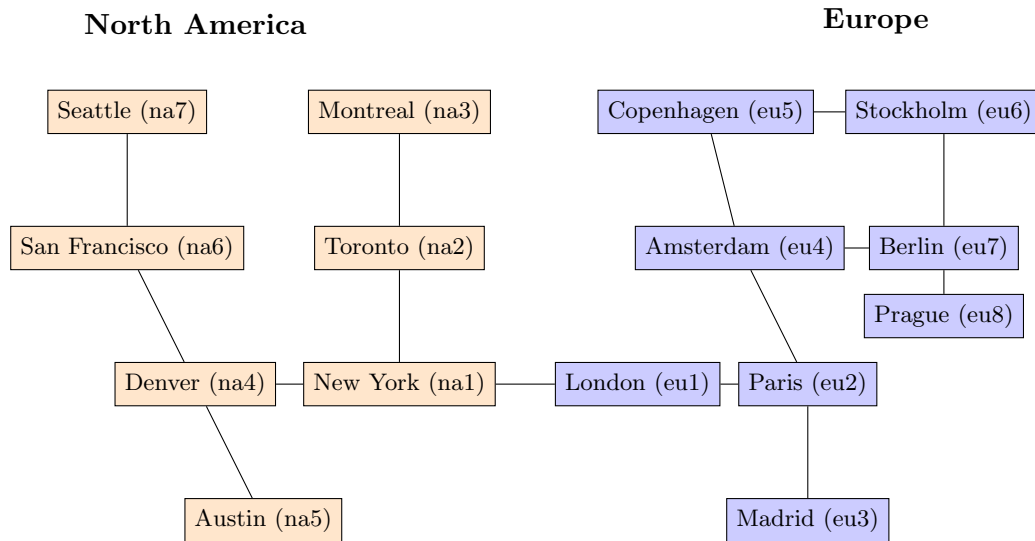 North America
Europe
Seattle (na7)
Montreal (na3)
Copenhagen (eu5)
Stockholm (eu6)
San Francisco (na6)
Toronto (na2)
Amsterdam (eu4)
Berlin (eu7)
Prague (eu8)
Denver (na4)
New York (na1)
London (eu1)
Paris (eu2)
Austin (na5)
Madrid (eu3)